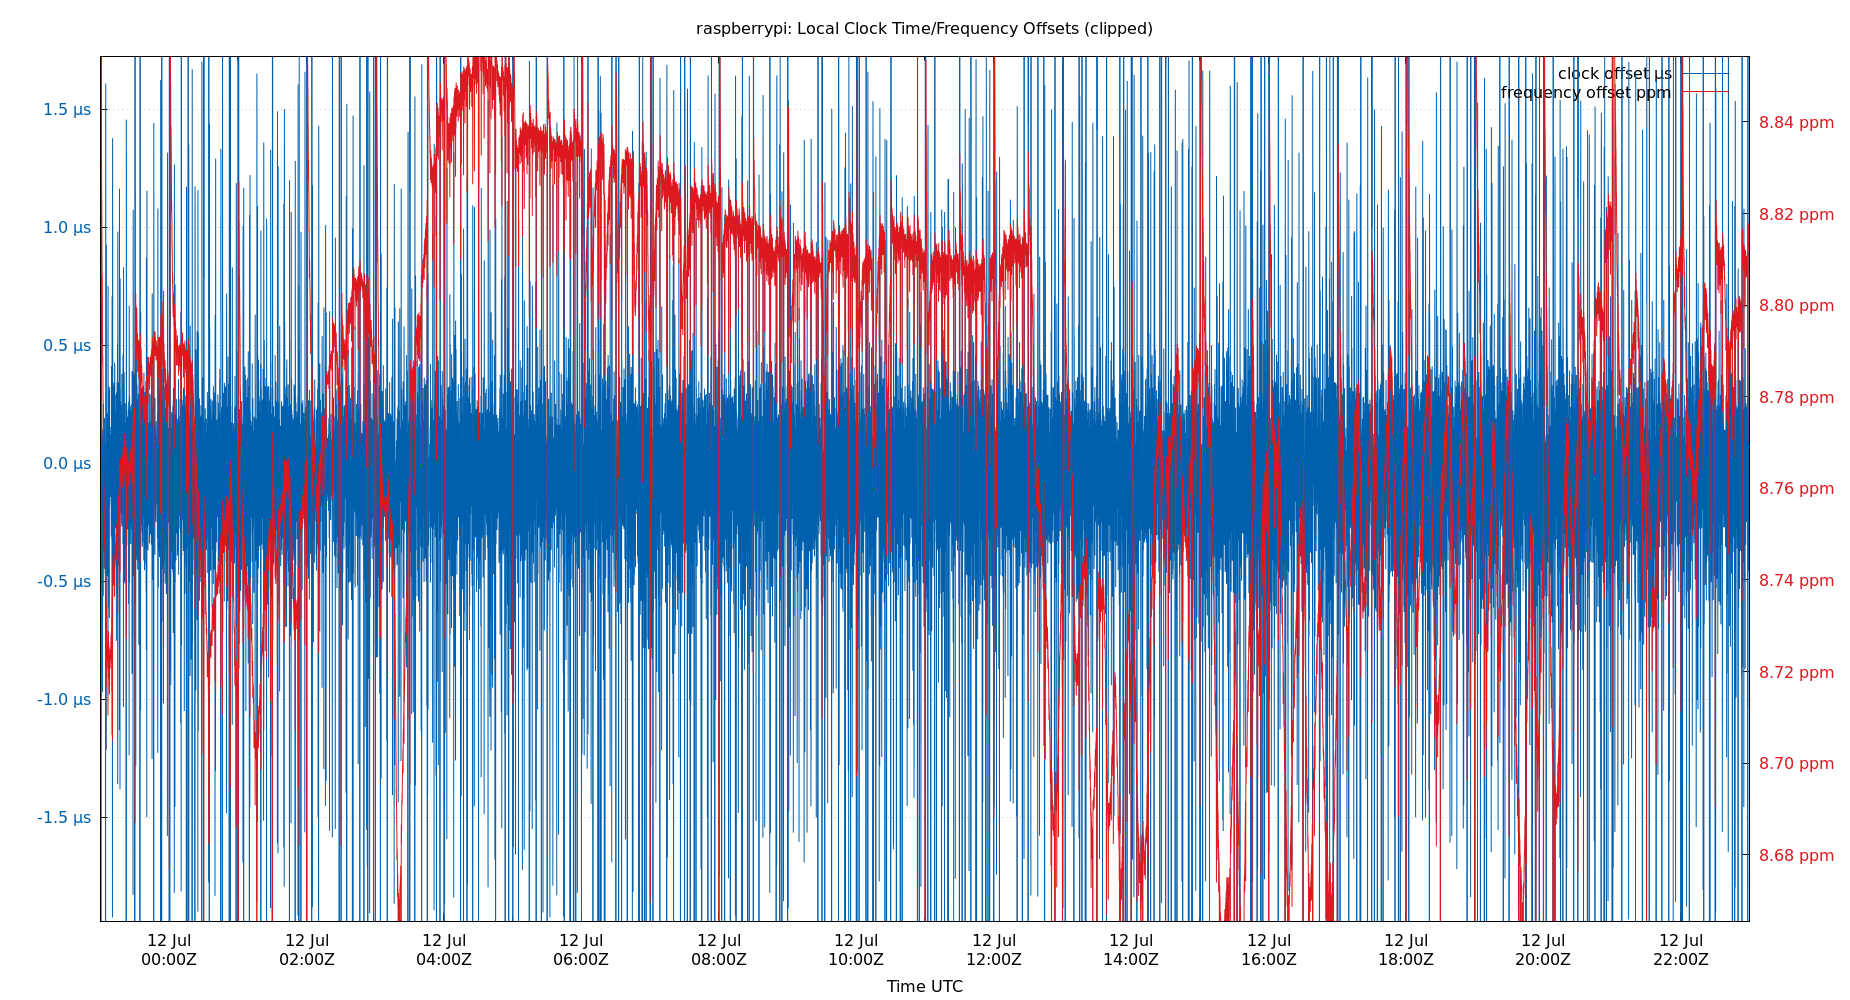 raspberrypi: Local Clock Time/Frequency Offsets (clipped)
clock offset µs
frequency offset ppm
1.5 µs
1.0 µs
0.5 µs
0.0 µs
-0.5 µs
-1.0 µs
-1.5 µs
8.84 ppm
8.82 ppm
8.80 ppm
8.78 ppm
8.76 ppm
8.74 ppm
8.72 ppm
8.70 ppm
8.68 ppm
12 Jul 12 Jul 12 Jul 12 Jul 12 Jul 12 Jul 12 Jul 12 Jul 12 Jul 12 Jul 12 Jul 12 Jul
00:00Z 02:00Z 04:00Z 06:00Z 08:00Z 10:00Z 12:00Z 14:00Z 16:00Z 18:00Z 20:00Z 22:00Z
Time UTC